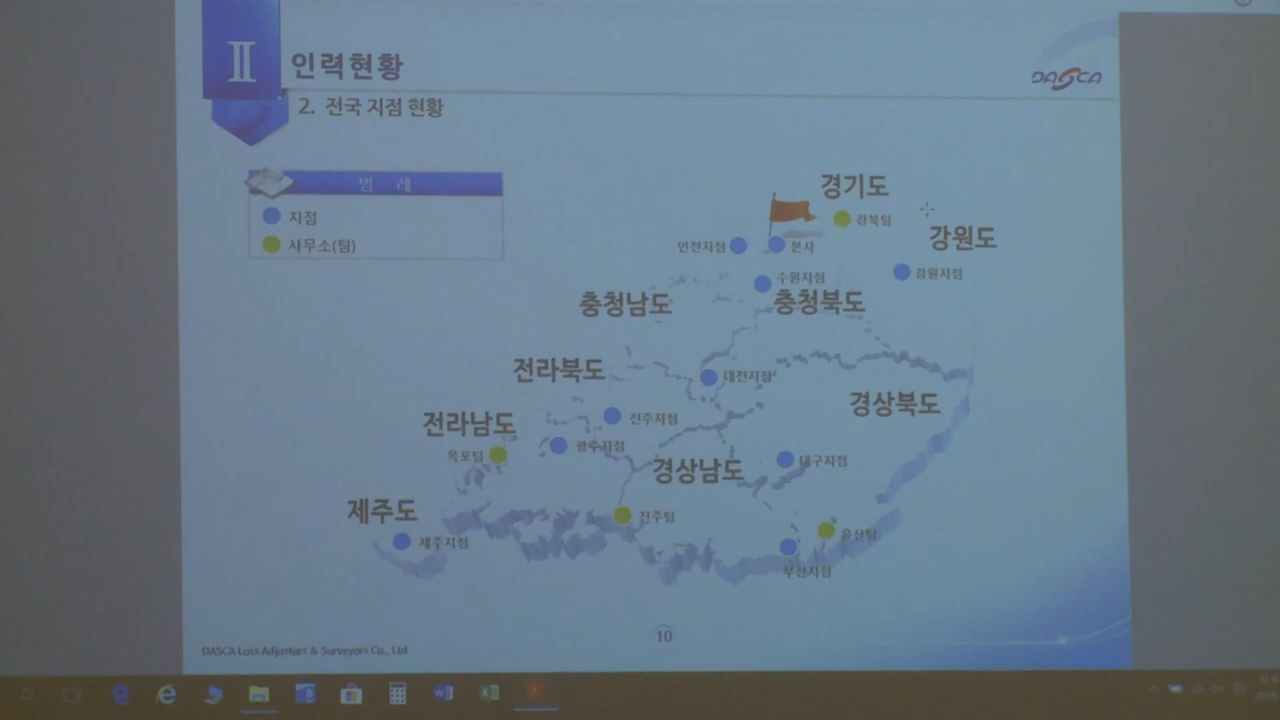 Ⅱ 인력현황
DASCA
2. 전국 지점 현황
범 례
지점
사무소(팀)
경기도
강북팀
강원도
인천지점
본사
강원지점
수원지점
충청남도
충청북도
전라북도
대전지점
경상북도
전라남도
전주지점
광주지점
목포팀
경상남도
대구지점
제주도
진주팀
울산팀
제주지점
부산지점
10
DASCA Loss Adjusters & Surveyors Co., Ltd